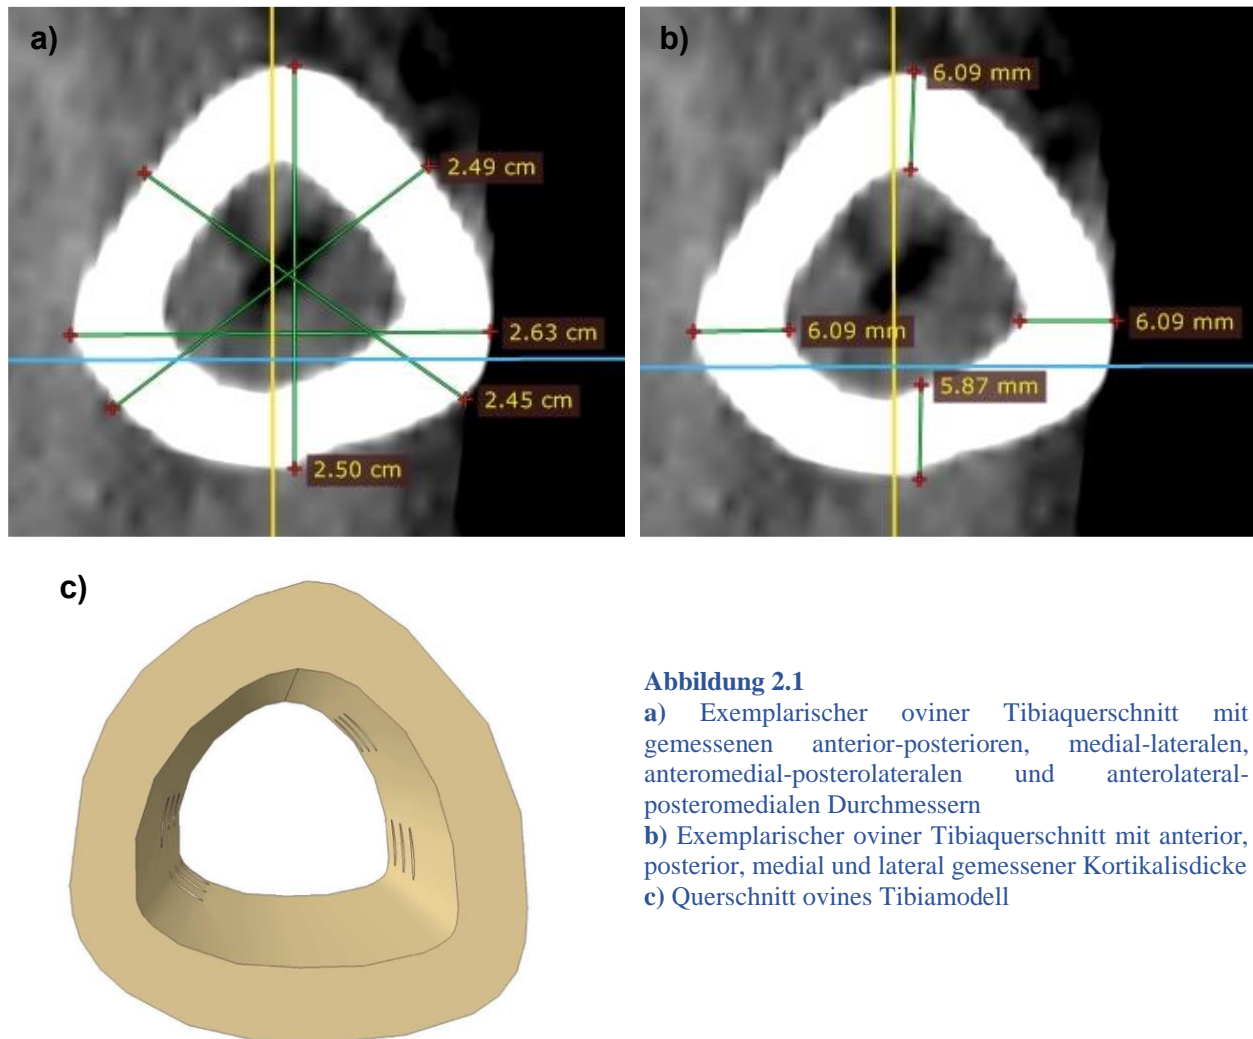 a)
2.49 cm
2.63 cm
2.45 cm
2.50 cm
b)
6.09 mm
6.09 mm
6.09 mm
5.87 mm
c)
Abbildung 2.1
a) Exemplarischer oviner Tibiaquerschnitt mit
gemessenen anterior-posterioren, medial-lateralen,
anteromedial-posterolateralen und anterolateral-
posteromedialen Durchmessern
b) Exemplarischer oviner Tibiaquerschnitt mit anterior,
posterior, medial und lateral gemessener Kortikalisdicke
c) Querschnitt ovines Tibiamodell